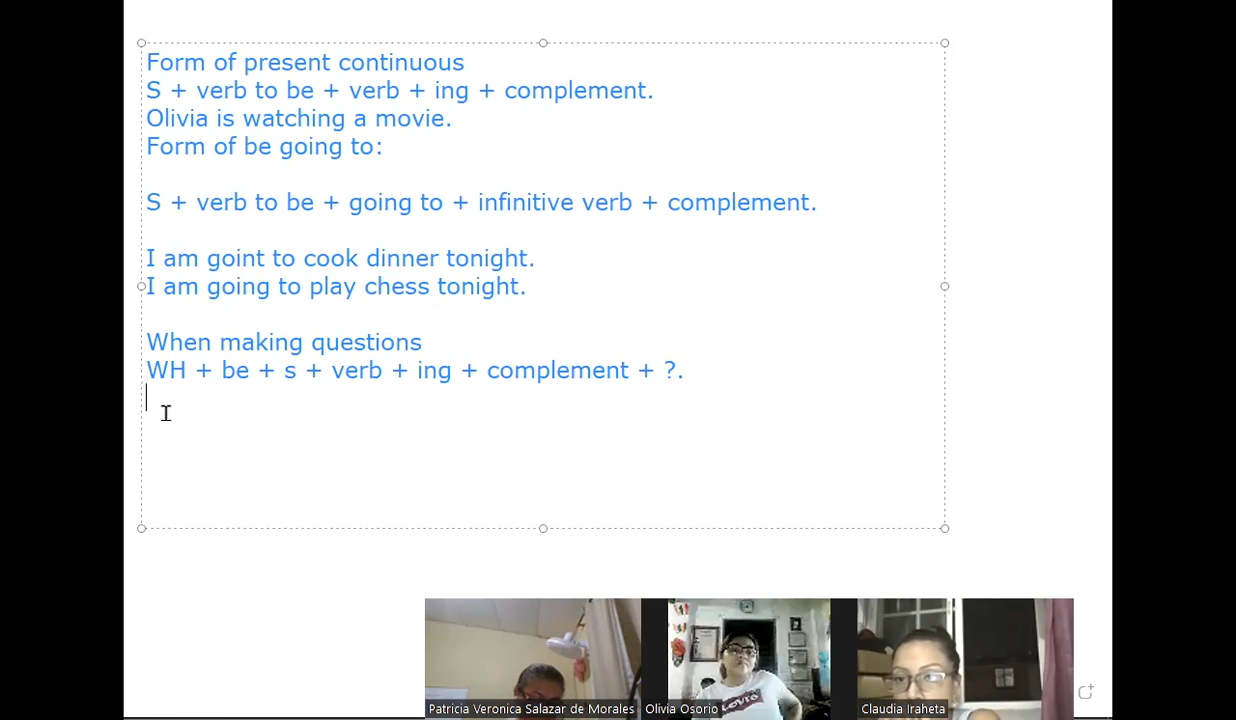 Form of present continuous
S + verb to be + verb + ing + complement.
Olivia is watching a movie.
Form of be going to:
S + verb to be + going to + infinitive verb + complement.
I am goint to cook dinner tonight.
I am going to play chess tonight.
When making questions
WH + be + s + verb + ing + complement + ?.
Patricia Veronica Salazar de Morales
Olivia Osorio
Claudia Iraheta